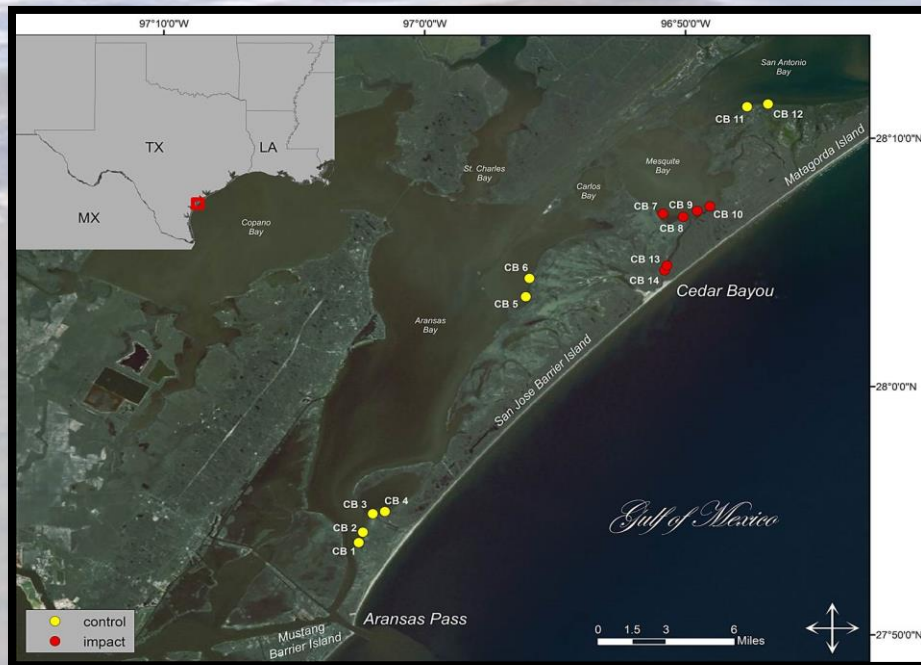 97°10'0"W
97°0'0"W
96°50'0"W
TX
LA
MX
San Antonio
Bay
CB 11
CB 12
28°10'0"N
Matagorda Island
St. Charles
Bay
Mesquite
Bay
Carlos
Bay
Copano
Bay
CB 7
CB 9
CB 10
CB 8
CB 6
CB 13
CB 14
Cedar Bayou
CB 5
Aransas
Bay
28°0'0"N
San Jose Barrier Island
CB 3
CB 4
CB 2
CB 1
Gulf of Mexico
control
impact
Aransas Pass
Mustang
Barrier Island
0 1.5 3 6
Miles
27°50'0"N